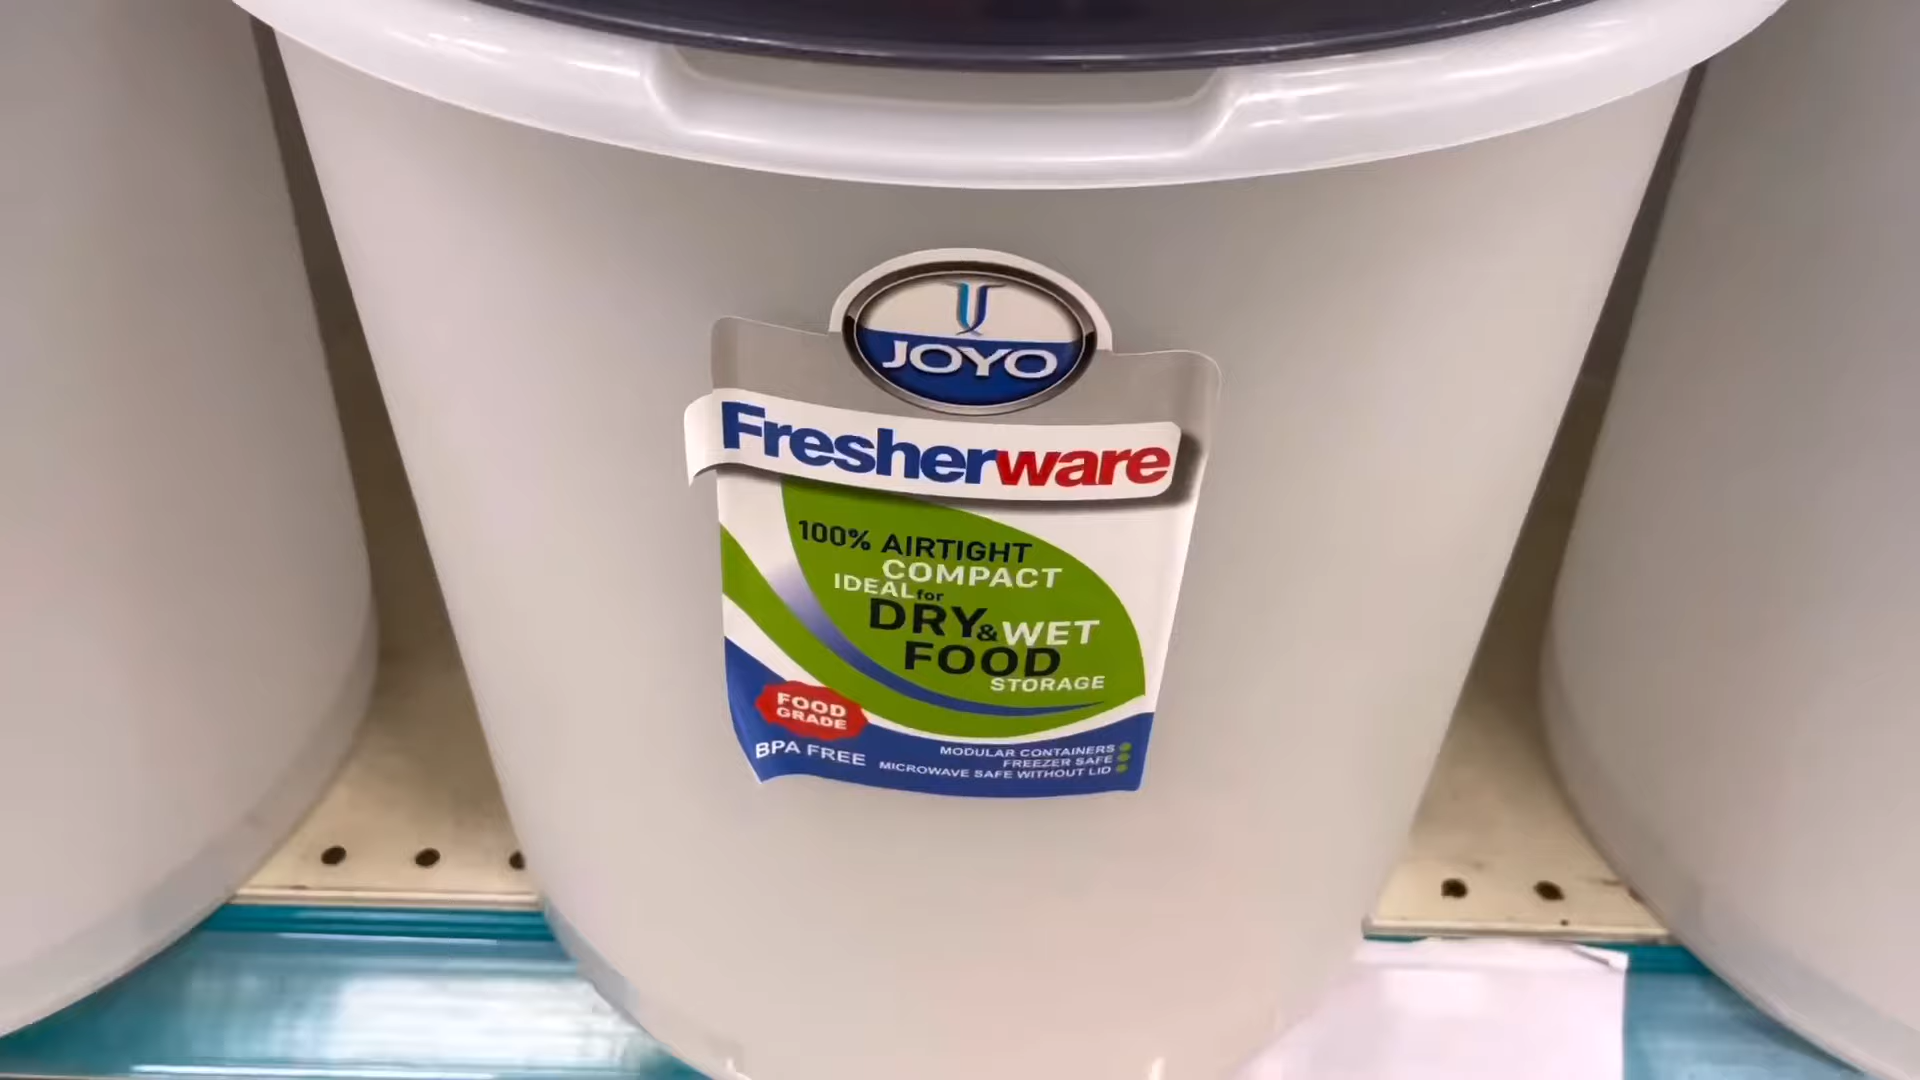 JOYO
Fresherware
100% AIRTIGHT
COMPACT
IDEAL for
DRY & WET
FOOD
STORAGE
FOOD
GRADE
BPA FREE
MODULAR CONTAINERS
FREEZER SAFE
MICROWAVE SAFE WITHOUT LID